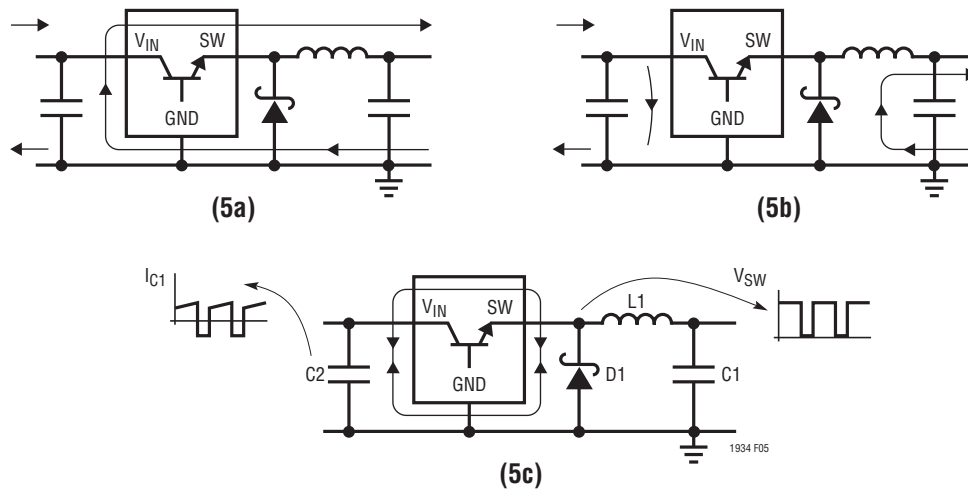 VIN SW
GND
(5a)
VIN SW
GND
(5b)
IC1
VSW
VIN SW
L1
C2
GND
D1
C1
1934 F05
(5c)